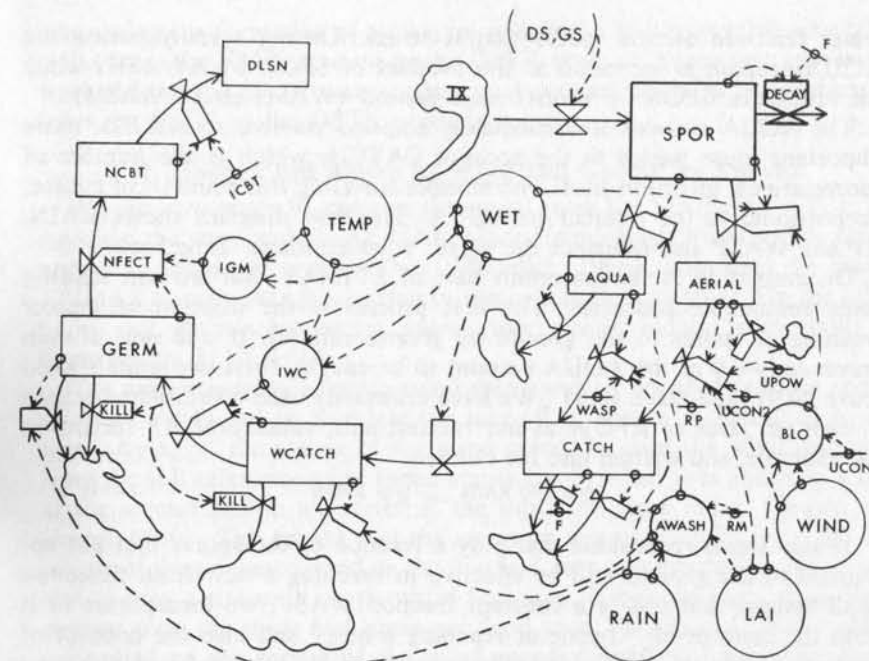 DS,GS
F
DLSN
IX
DECAY
SPOR
NCBT
ICBT
TEMP
WET
NFECT
IGM
AQUA
AERIAL
GERM
IWC
UPOW
WASP
RP
UCON2
BLO
KILL
UCON
WCATCH
CATCH
KILL
F
AWASH
RM
WIND
RAIN
LAI